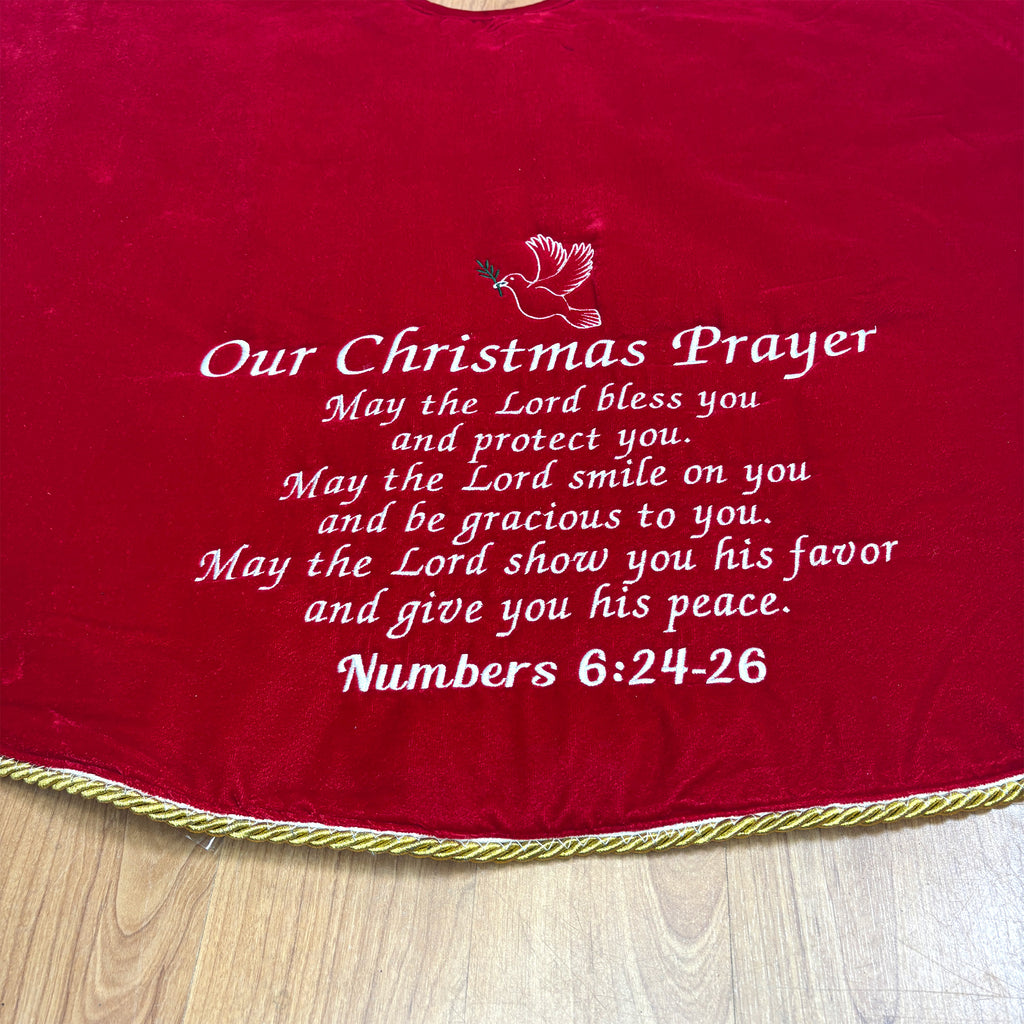 Our Christmas Prayer
May the Lord bless you
and protect you.
May the Lord smile on you
and be gracious to you.
May the Lord show you his favor
and give you his peace.
Numbers 6:24-26